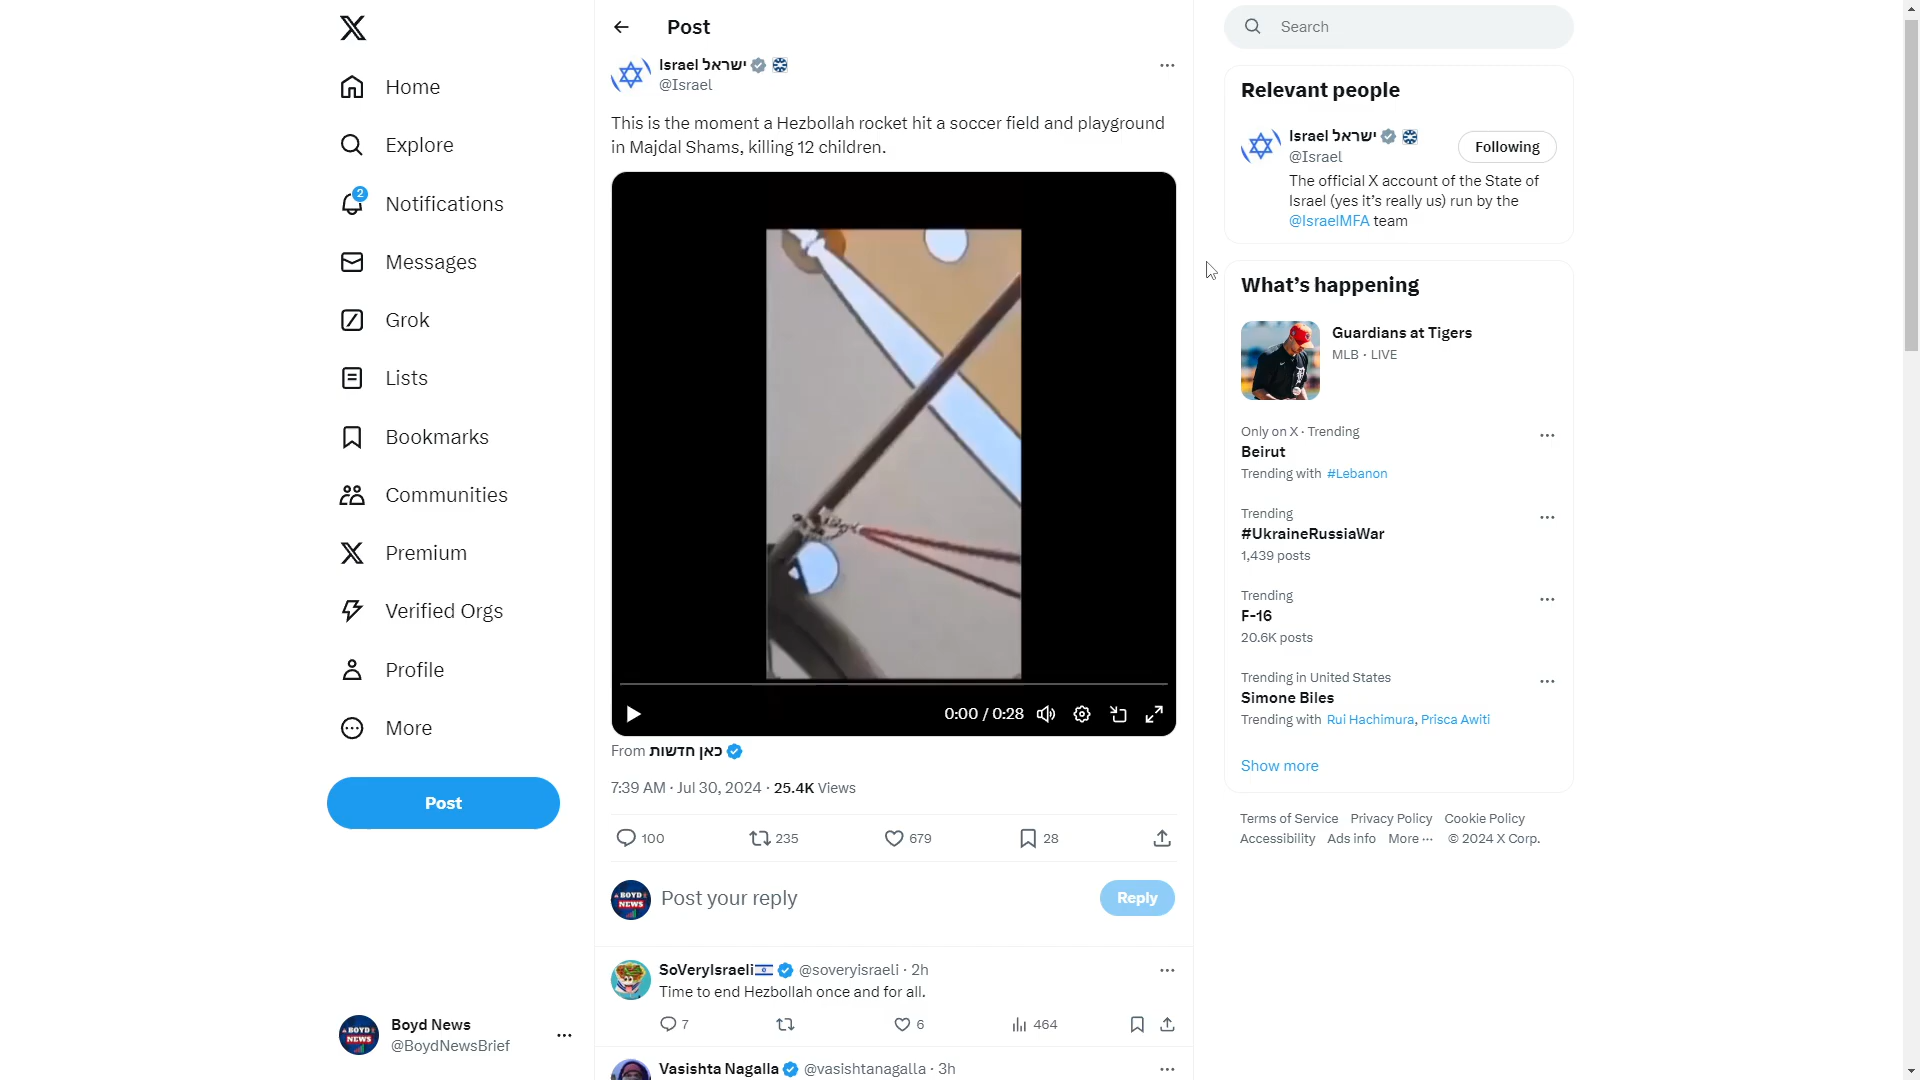 Home
Explore
2
Notifications
Messages
Grok
Lists
Bookmarks
Communities
Premium
Verified Orgs
Profile
More
Post
Boyd News
@BoydNewsBrief
Post
Israel ישראל
@Israel
This is the moment a Hezbollah rocket hit a soccer field and playground
in Majdal Shams, killing 12 children.
0:00 / 0:28
From כאן חדשות
7:39 AM · Jul 30, 2024 · 25.4K Views
100 235 679 28
BOYD NEWS
Post your reply
Reply
SoVeryIsraeli @soveryisraeli · 2h
Time to end Hezbollah once and for all.
7 6 464
Vasishta Nagalla @vasishtanagalla · 3h
Search
Relevant people
Israel ישראל
@Israel
Following
The official X account of the State of
Israel (yes it's really us) run by the
@IsraelMFA team
What's happening
Guardians at Tigers
MLB · LIVE
Only on X · Trending
Beirut
Trending with #Lebanon
Trending
#UkraineRussiaWar
1,439 posts
Trending
F-16
20.6K posts
Trending in United States
Simone Biles
Trending with Rui Hachimura, Prisca Awiti
Show more
Terms of Service Privacy Policy Cookie Policy
Accessibility Ads info More ··· © 2024 X Corp.